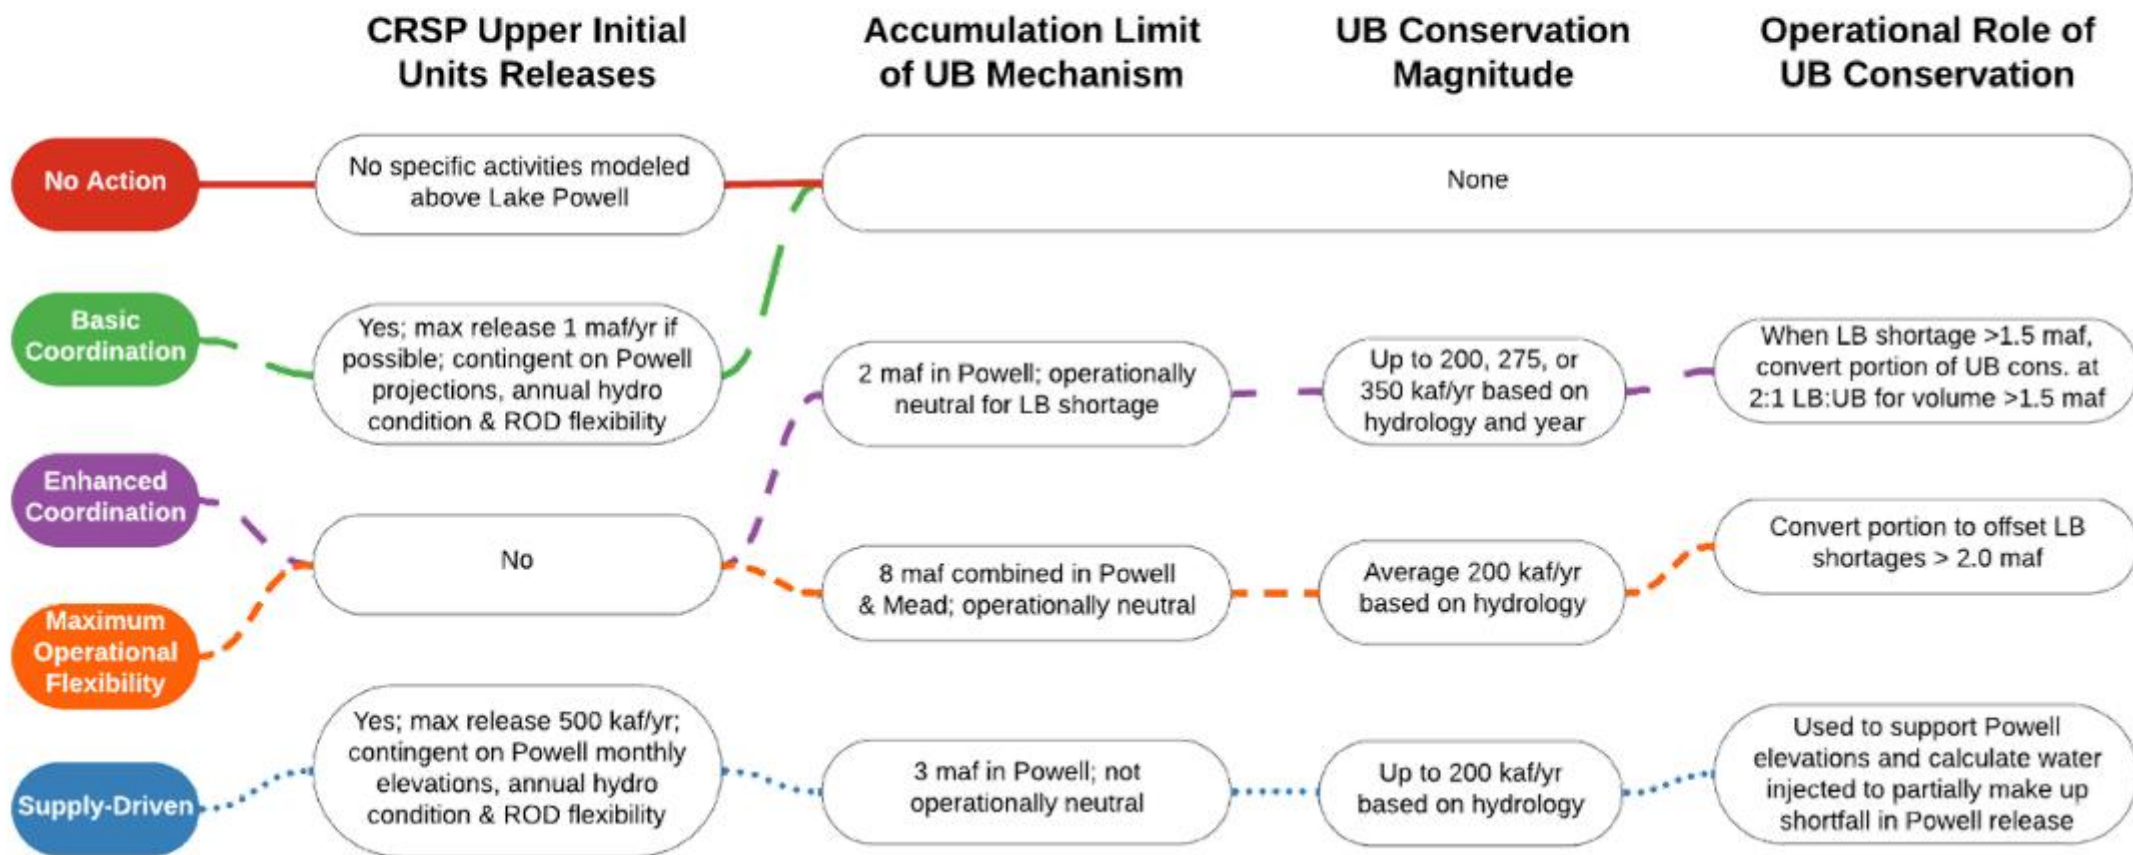 CRSP Upper Initial
Units Releases
Accumulation Limit
of UB Mechanism
UB Conservation
Magnitude
Operational Role of
UB Conservation
No Action
No specific activities modeled
above Lake Powell
None
Basic
Coordination
Yes; max release 1 maf/yr if
possible; contingent on Powell
projections, annual hydro
condition & ROD flexibility
2 maf in Powell; operationally
neutral for LB shortage
Up to 200, 275, or
350 kaf/yr based on
hydrology and year
When LB shortage >1.5 maf,
convert portion of UB cons. at
2:1 LB:UB for volume >1.5 maf
Enhanced
Coordination
No
8 maf combined in Powell
& Mead; operationally neutral
Average 200 kaf/yr
based on hydrology
Convert portion to offset LB
shortages > 2.0 maf
Maximum
Operational
Flexibility
Supply-Driven
Yes; max release 500 kaf/yr;
contingent on Powell monthly
elevations, annual hydro
condition & ROD flexibility
3 maf in Powell; not
operationally neutral
Up to 200 kaf/yr
based on hydrology
Used to support Powell
elevations and calculate water
injected to partially make up
shortfall in Powell release